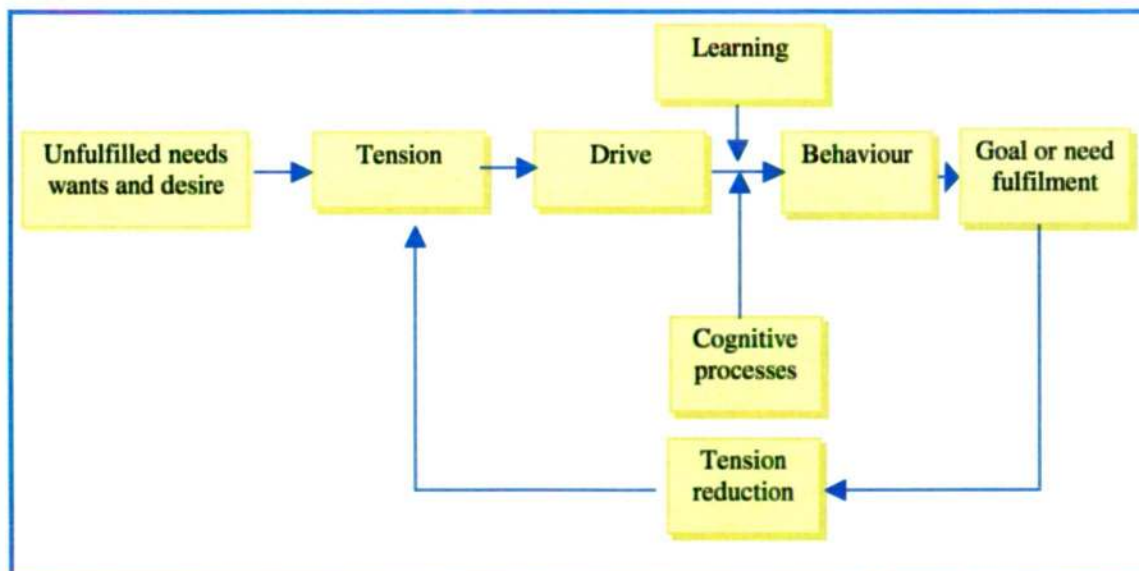 Learning
Unfulfilled needs
wants and desire
Tension
Drive
Behaviour
Goal or need
fulfilment
Cognitive
processes
Tension
reduction